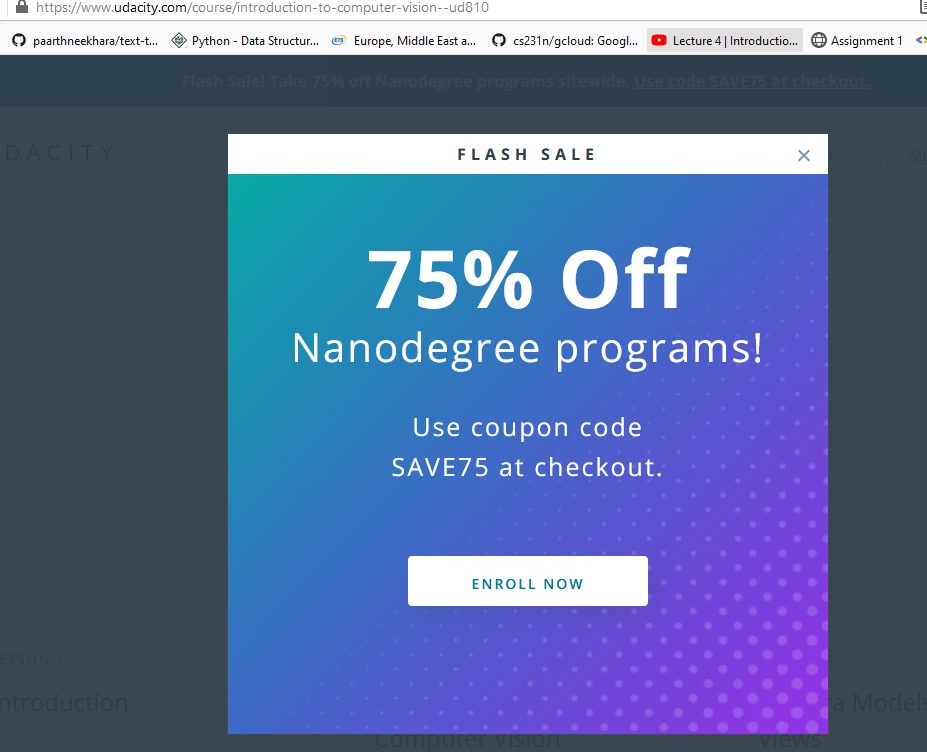 https://www.udacity.com/course/introduction-to-computer-vision--ud810
paarthneekhara/text-t... Python - Data Structur... Europe, Middle East a... cs231n/gcloud: Googl... Lecture 4 | Introductio... Assignment 1
Flash Sale! Take 75% off Nanodegree programs sitewide. Use code SAVE75 at checkout.
DACITY
FLASH SALE
75% Off
Nanodegree programs!
Use coupon code
SAVE75 at checkout.
ENROLL NOW
ESSON 1
ntroduction
a Models
Computer Vision
Views